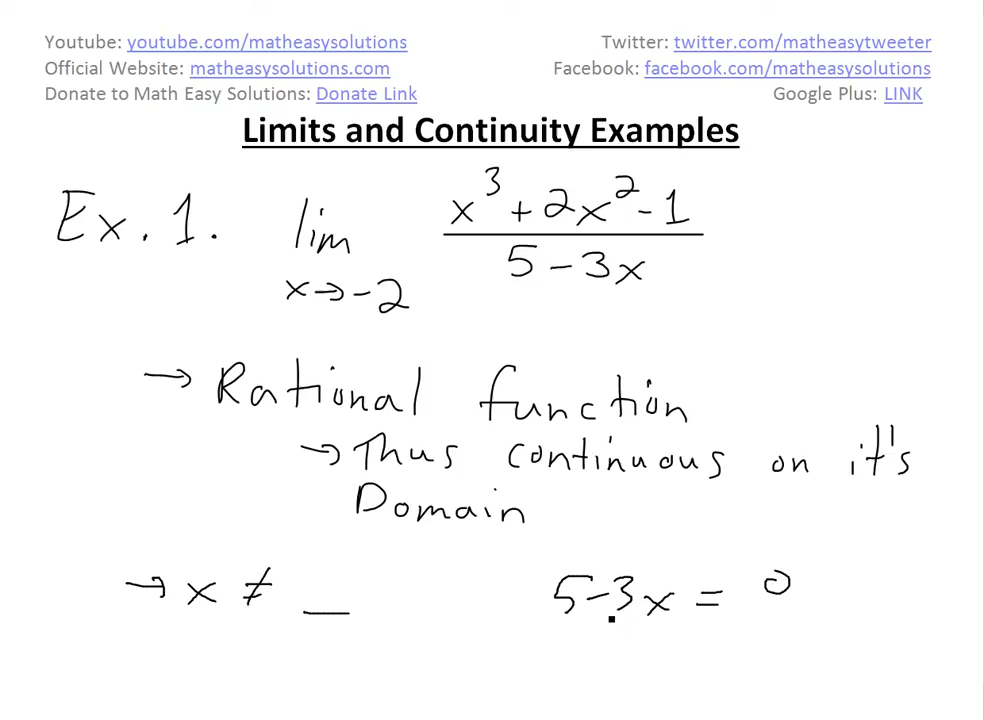 Youtube: youtube.com/matheasysolutions
Twitter: twitter.com/matheasytweeter
Official Website: matheasysolutions.com
Facebook: facebook.com/matheasysolutions
Donate to Math Easy Solutions: Donate Link
Google Plus: LINK
Limits and Continuity Examples
Ex. 1. lim x→-2 (x³+2x²-1)/(5-3x)
→ Rational function
→ Thus continuous on it's
Domain
→ x ≠ __
5-3x = 0